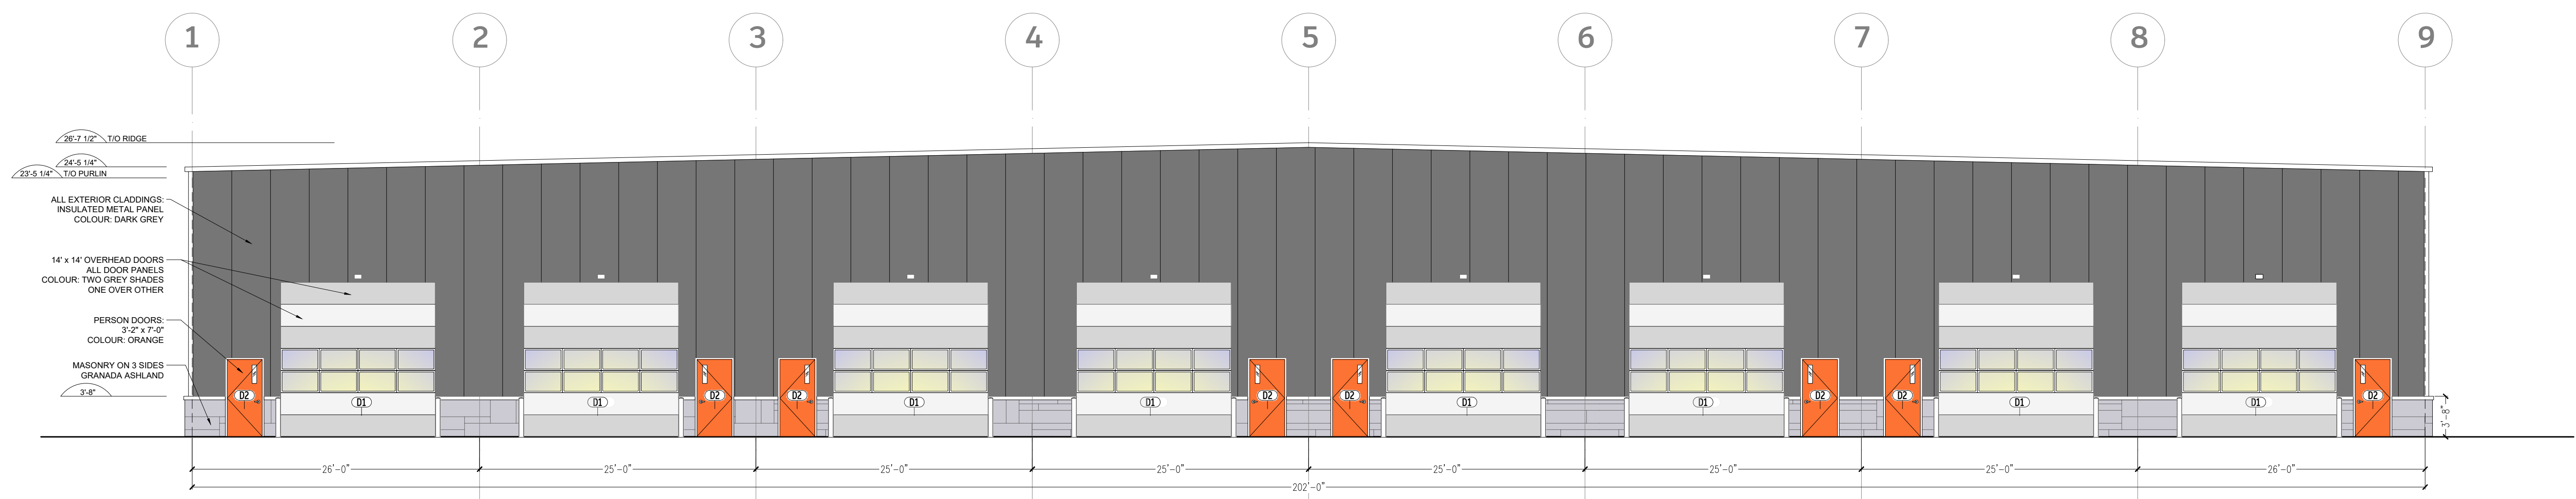 1 2 3 4 5 6 7 8 9
26'-7 1/2" T/O RIDGE
24'-5 1/4"
23'-5 1/4" T/O PURLIN
ALL EXTERIOR CLADDINGS:
INSULATED METAL PANEL
COLOUR: DARK GREY
14' x 14' OVERHEAD DOORS
ALL DOOR PANELS
COLOUR: TWO GREY SHADES
ONE OVER OTHER
PERSON DOORS:
3'-2" x 7'-0"
COLOUR: ORANGE
MASONRY ON 3 SIDES
GRANADA ASHLAND
3'-8"
D2 D2 D2 D2 D2 D2 D2 D2
D1 D1 D1 D1 D1 D1 D1 D1
3'-8"
26'-0" 25'-0" 25'-0" 25'-0" 25'-0" 25'-0" 25'-0" 26'-0"
202'-0"